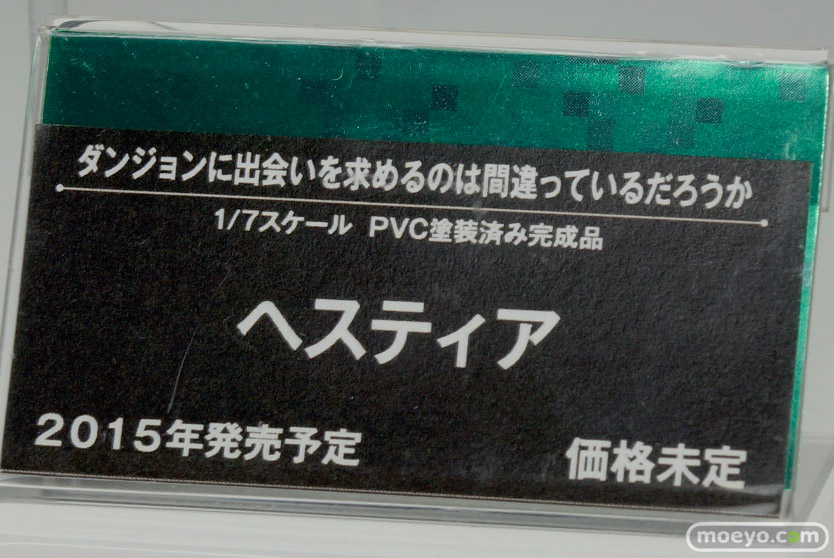 ダンジョンに出会いを求めるのは間違っているだろうか
1/7スケール PVC塗装済み完成品
ヘスティア
2015年発売予定 価格未定
moeyo.com